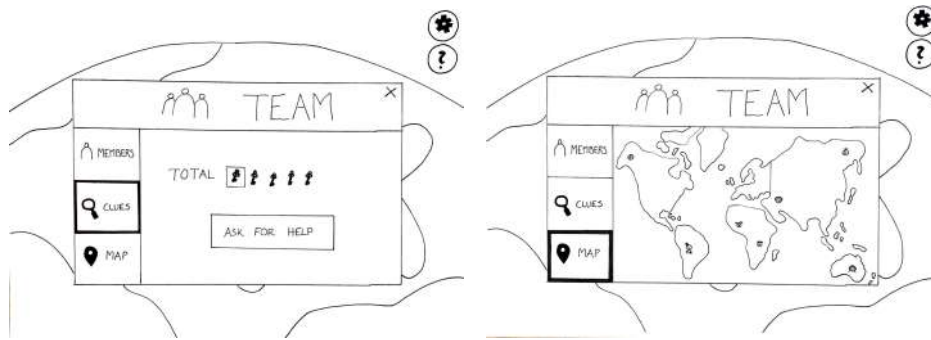 ?
TEAM
X
MEMBERS
TOTAL
CLUES
ASK FOR HELP
MAP
?
TEAM
X
MEMBERS
CLUES
MAP